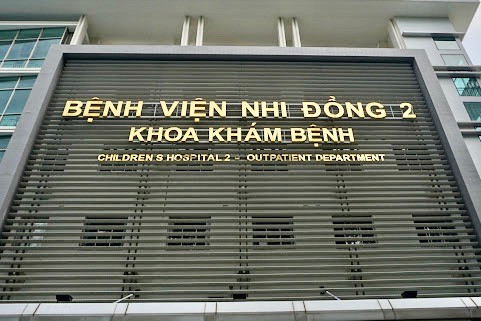 BỆNH VIỆN NHI ĐỒNG 2
KHOA KHÁM BỆNH
CHILDREN'S HOSPITAL 2 - OUTPATIENT DEPARTMENT